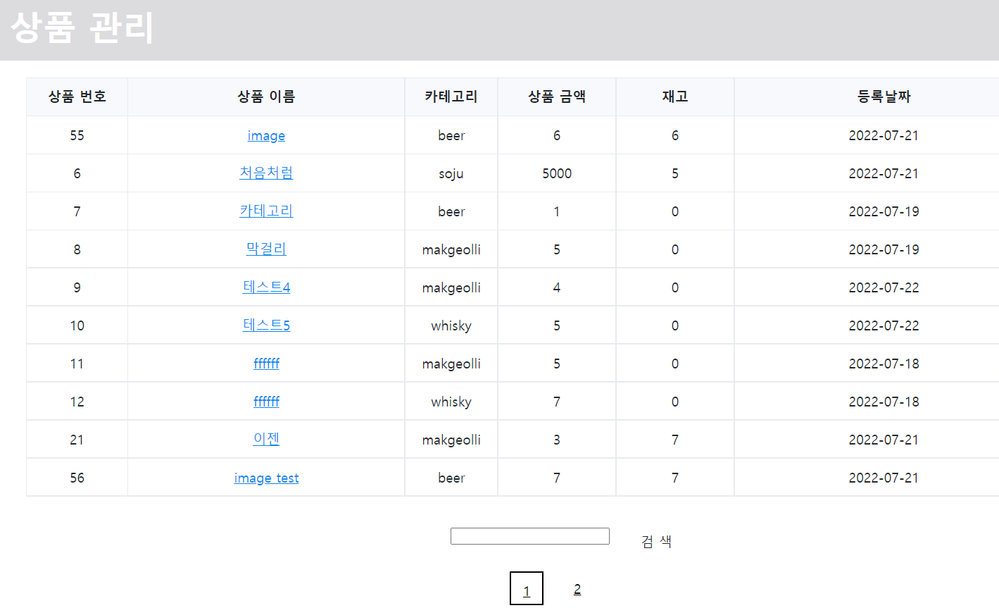 상품 관리
상품 번호 상품 이름 카테고리 상품 금액 재고 등록날짜
55 image beer 6 6 2022-07-21
6 처음처럼 soju 5000 5 2022-07-21
7 카테고리 beer 1 0 2022-07-19
8 막걸리 makgeolli 5 0 2022-07-19
9 테스트4 makgeolli 4 0 2022-07-22
10 테스트5 whisky 5 0 2022-07-22
11 ffffff makgeolli 5 0 2022-07-18
12 ffffff whisky 7 0 2022-07-18
21 이젠 makgeolli 3 7 2022-07-21
56 image test beer 7 7 2022-07-21
검 색
1 2